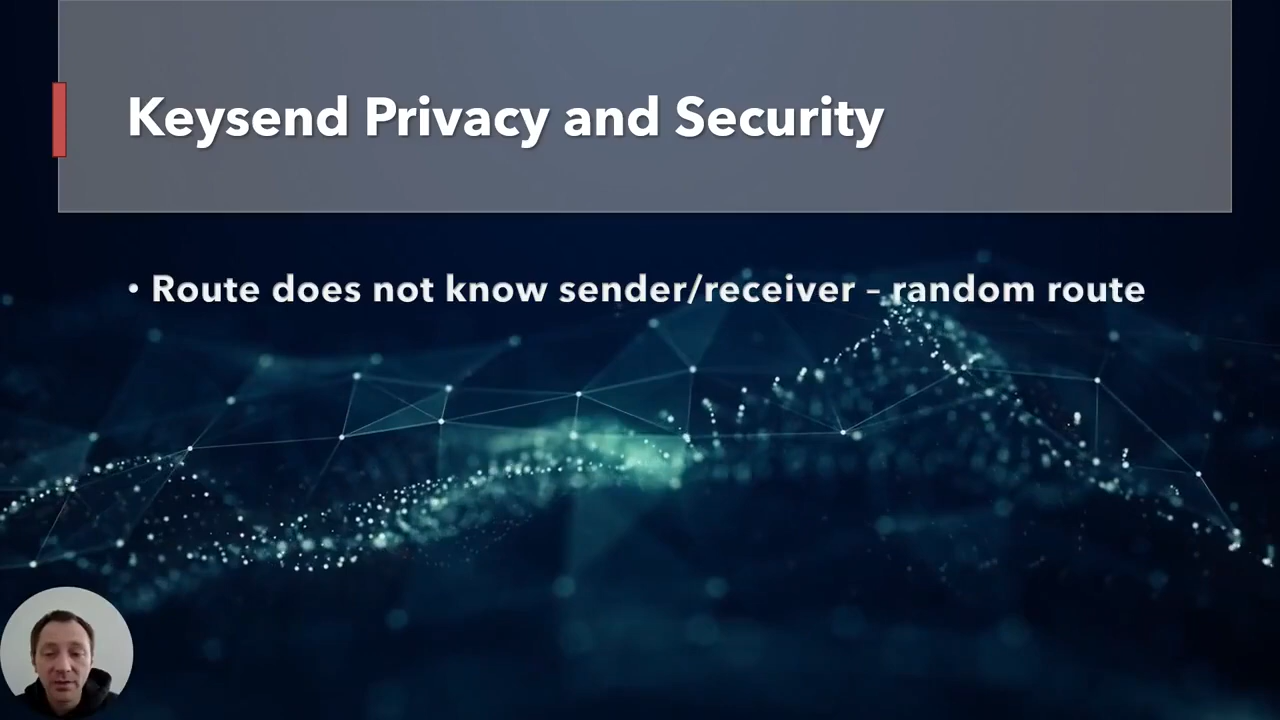 Keysend Privacy and Security
• Route does not know sender/receiver – random route